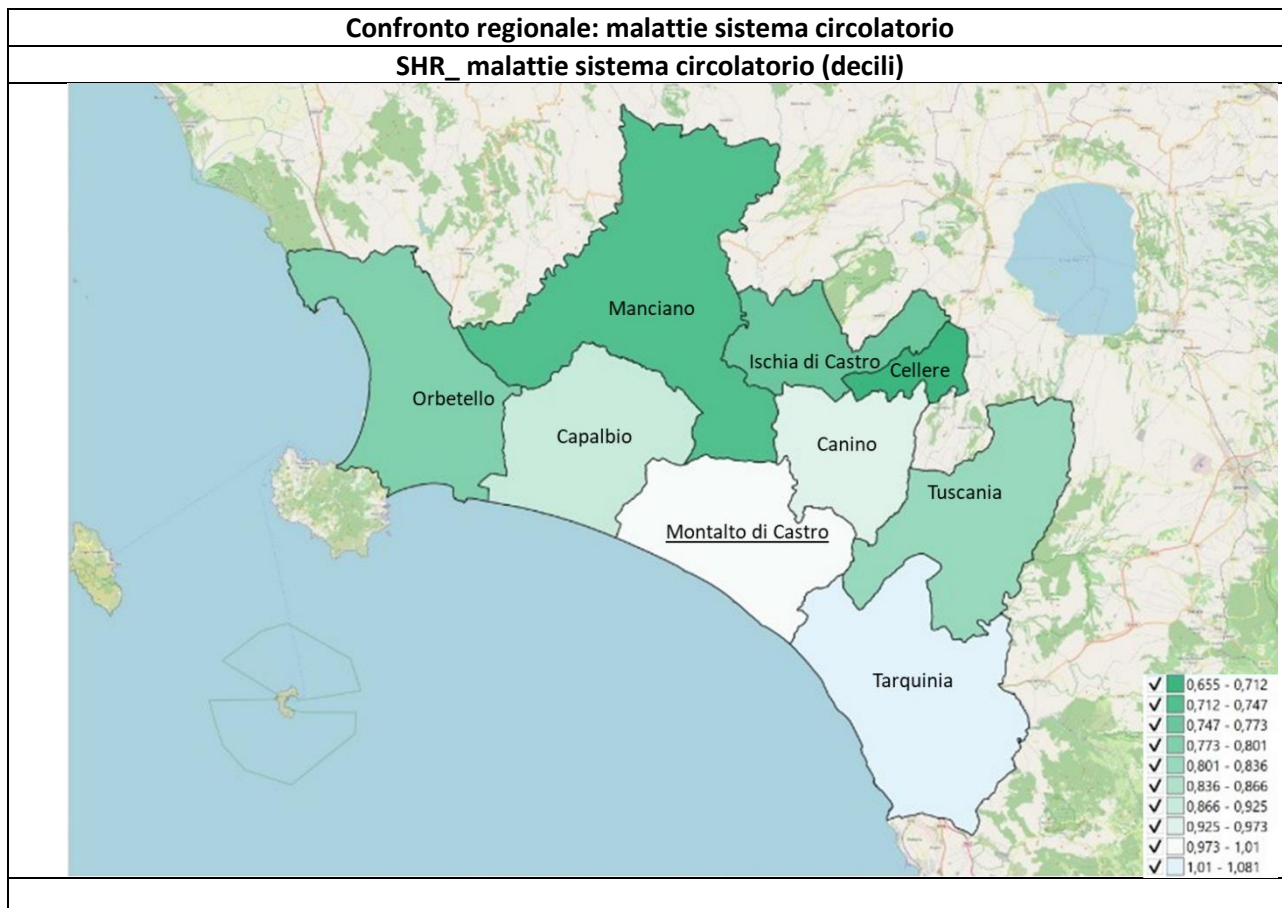 Confronto regionale: malattie sistema circolatorio
SHR_ malattie sistema circolatorio (decili)
Manciano
Ischia di Castro
Cellere
Orbetello
Capalbio
Canino
Tuscania
Montalto di Castro
Tarquinia
✓ 0,655 - 0,712
✓ 0,712 - 0,747
✓ 0,747 - 0,773
✓ 0,773 - 0,801
✓ 0,801 - 0,836
✓ 0,836 - 0,866
✓ 0,866 - 0,925
✓ 0,925 - 0,973
✓ 0,973 - 1,01
✓ 1,01 - 1,081